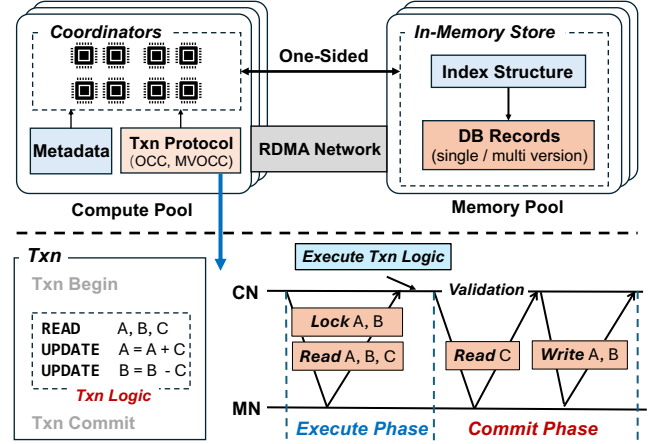 Coordinators
One-Sided
In-Memory Store
Index Structure
Metadata
Txn Protocol
(OCC, MVOCC)
RDMA Network
DB Records
(single / multi version)
Compute Pool
Memory Pool
Txn
Txn Begin
READ A, B, C
UPDATE A = A + C
UPDATE B = B - C
Txn Logic
Txn Commit
Execute Txn Logic
CN
Validation
Lock A, B
Read A, B, C
Read C
Write A, B
MN
Execute Phase
Commit Phase